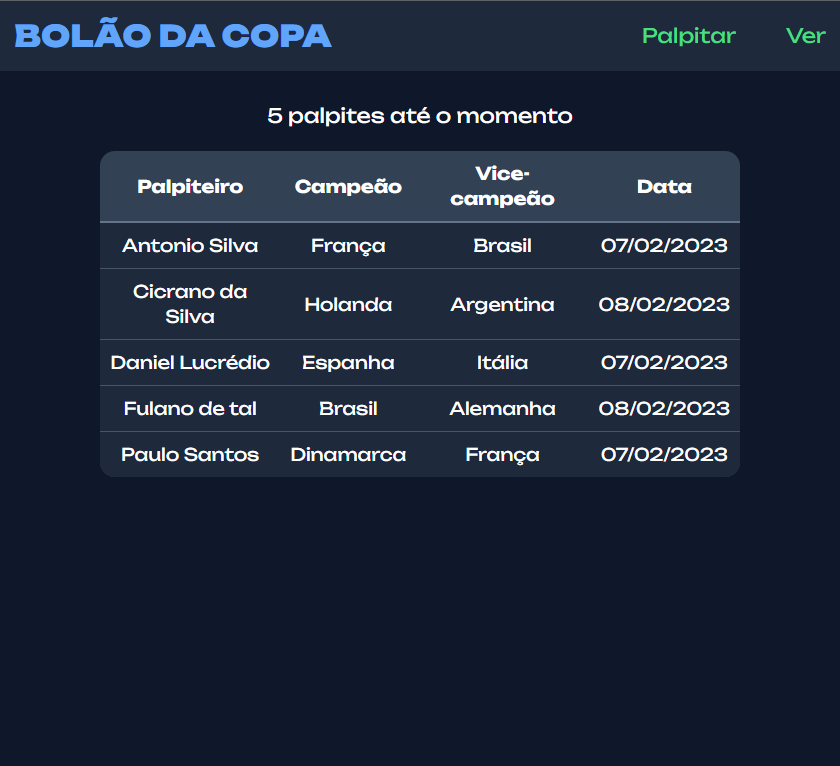 BOLÃO DA COPA Palpitar Ver
5 palpites até o momento
Palpiteiro Campeão Vice-campeão Data
Antonio Silva França Brasil 07/02/2023
Cicrano da Silva Holanda Argentina 08/02/2023
Daniel Lucrédio Espanha Itália 07/02/2023
Fulano de tal Brasil Alemanha 08/02/2023
Paulo Santos Dinamarca França 07/02/2023